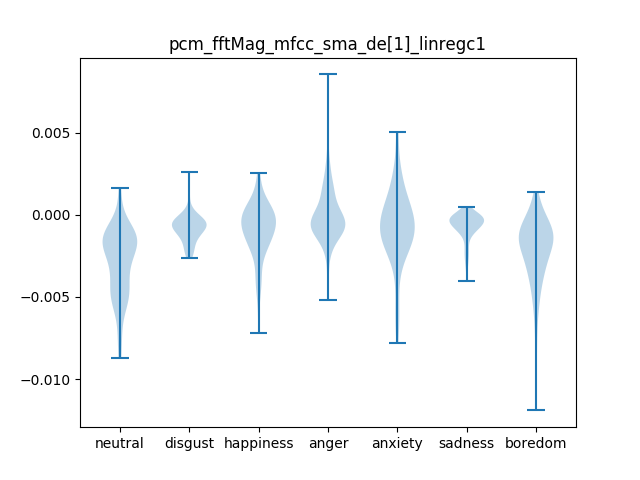 pcm_fftMag_mfcc_sma_de[1]_linregc1
0.005
0.000
−0.005
−0.010
neutral disgust happiness anger anxiety sadness boredom